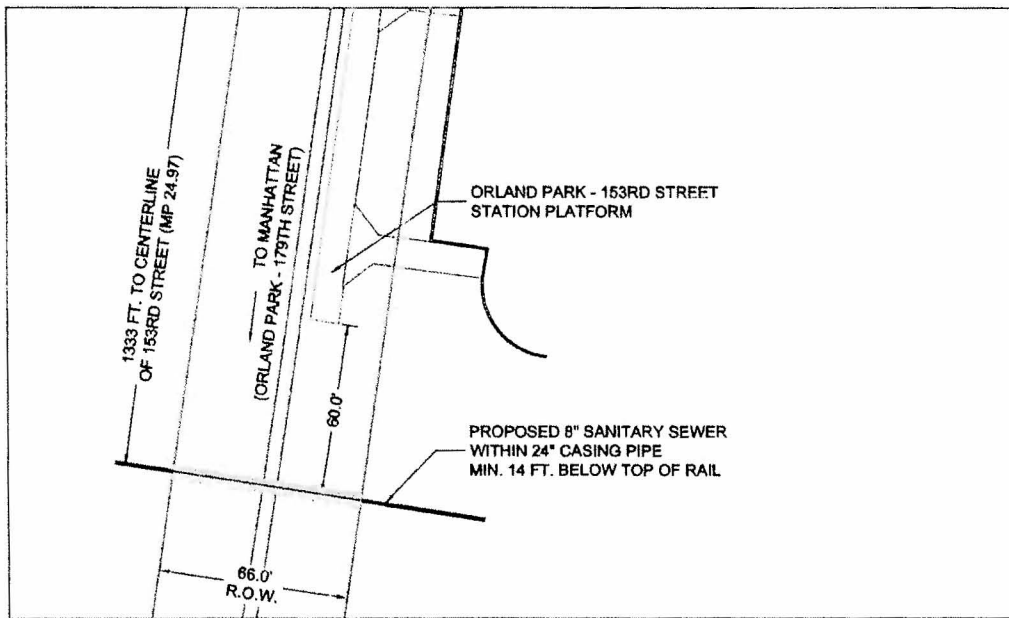 1333 FT. TO CENTERLINE
OF 153RD STREET (MP 24.97)
TO MANHATTAN
(ORLAND PARK - 179TH STREET)
ORLAND PARK - 153RD STREET
STATION PLATFORM
60.0'
PROPOSED 8" SANITARY SEWER
WITHIN 24" CASING PIPE
MIN. 14 FT. BELOW TOP OF RAIL
66.0'
R.O.W.